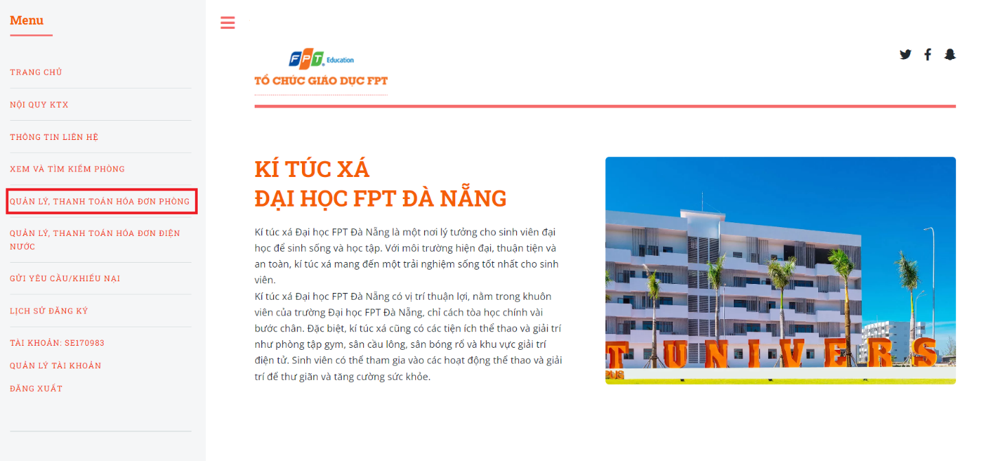 Menu
TRANG CHỦ
NỘI QUY KTX
THÔNG TIN LIÊN HỆ
XEM VÀ TÌM KIẾM PHÒNG
QUẢN LÝ, THANH TOÁN HÓA ĐƠN PHÒNG
QUẢN LÝ, THANH TOÁN HÓA ĐƠN ĐIỆN
NƯỚC
GỬI YÊU CẦU/KHIẾU NẠI
LỊCH SỬ ĐĂNG KÝ
TÀI KHOẢN: SE170983
QUẢN LÝ TÀI KHOẢN
ĐĂNG XUẤT
FPT Education
TỔ CHỨC GIÁO DỤC FPT
KÍ TÚC XÁ
ĐẠI HỌC FPT ĐÀ NẴNG
Kí túc xá Đại học FPT Đà Nẵng là một nơi lý tưởng cho sinh viên đại
học để sinh sống và học tập. Với môi trường hiện đại, thuận tiện và
an toàn, kí túc xá mang đến một trải nghiệm sống tốt nhất cho sinh
viên.
Kí túc xá Đại học FPT Đà Nẵng có vị trí thuận lợi, nằm trong khuôn
viên của trường Đại học FPT Đà Nẵng, chỉ cách tòa học chính vài
bước chân. Đặc biệt, kí túc xá cũng có các tiện ích thể thao và giải trí
như phòng tập gym, sân cầu lông, sân bóng rổ và khu vực giải trí
điện tử. Sinh viên có thể tham gia vào các hoạt động thể thao và giải
trí để thư giãn và tăng cường sức khỏe.
T UNIVERS